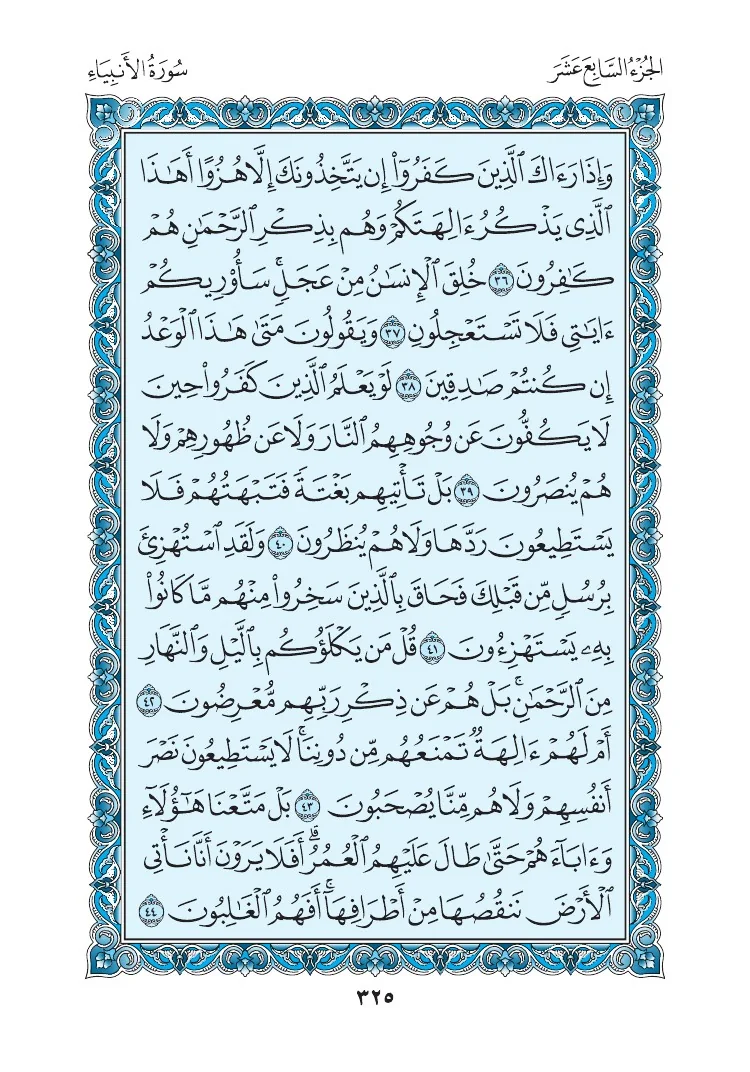 الجُزْءُ السَّابِعَ عَشَرَ
سُورَةُ الأَنبِيَاءِ
وَإِذَا رَءَاكَ ٱلَّذِينَ كَفَرُوٓاْ إِن يَتَّخِذُونَكَ إِلَّا هُزُوًا أَهَٰذَا
ٱلَّذِى يَذْكُرُ ءَالِهَتَكُمْ وَهُم بِذِكْرِ ٱلرَّحْمَٰنِ هُمْ
كَٰفِرُونَ ٣٦ خُلِقَ ٱلْإِنسَٰنُ مِنْ عَجَلٍۚ سَأُوْرِيكُمْ
ءَايَٰتِى فَلَا تَسْتَعْجِلُونِ ٣٧ وَيَقُولُونَ مَتَىٰ هَٰذَا ٱلْوَعْدُ
إِن كُنتُمْ صَٰدِقِينَ ٣٨ لَوْ يَعْلَمُ ٱلَّذِينَ كَفَرُواْ حِينَ
لَا يَكُفُّونَ عَن وُجُوهِهِمُ ٱلنَّارَ وَلَا عَن ظُهُورِهِمْ وَلَا
هُمْ يُنصَرُونَ ٣٩ بَلْ تَأْتِيهِم بَغْتَةً فَتَبْهَتُهُمْ فَلَا
يَسْتَطِيعُونَ رَدَّهَا وَلَا هُمْ يُنظَرُونَ ٤٠ وَلَقَدِ ٱسْتُهْزِئَ
بِرُسُلٍ مِّن قَبْلِكَ فَحَاقَ بِٱلَّذِينَ سَخِرُواْ مِنْهُم مَّا كَانُواْ
بِهِۦ يَسْتَهْزِءُونَ ٤١ قُلْ مَن يَكْلَؤُكُم بِٱلَّيْلِ وَٱلنَّهَارِ
مِنَ ٱلرَّحْمَٰنِۚ بَلْ هُمْ عَن ذِكْرِ رَبِّهِم مُّعْرِضُونَ ٤٢
أَمْ لَهُمْ ءَالِهَةٌ تَمْنَعُهُم مِّن دُونِنَاۚ لَا يَسْتَطِيعُونَ نَصْرَ
أَنفُسِهِمْ وَلَا هُم مِّنَّا يُصْحَبُونَ ٤٣ بَلْ مَتَّعْنَا هَٰٓؤُلَآءِ
وَءَابَآءَهُمْ حَتَّىٰ طَالَ عَلَيْهِمُ ٱلْعُمُرُۗ أَفَلَا يَرَوْنَ أَنَّا نَأْتِى
ٱلْأَرْضَ نَنقُصُهَا مِنْ أَطْرَافِهَآۚ أَفَهُمُ ٱلْغَٰلِبُونَ ٤٤
٣٢٥